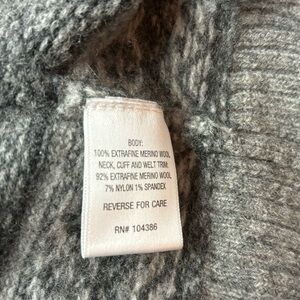 BODY:
100% EXTRAFINE MERINO WOOL
NECK, CUFF AND WELT TRIM:
92% EXTRAFINE MERINO WOOL
7% NYLON 1% SPANDEX
REVERSE FOR CARE
RN# 104386